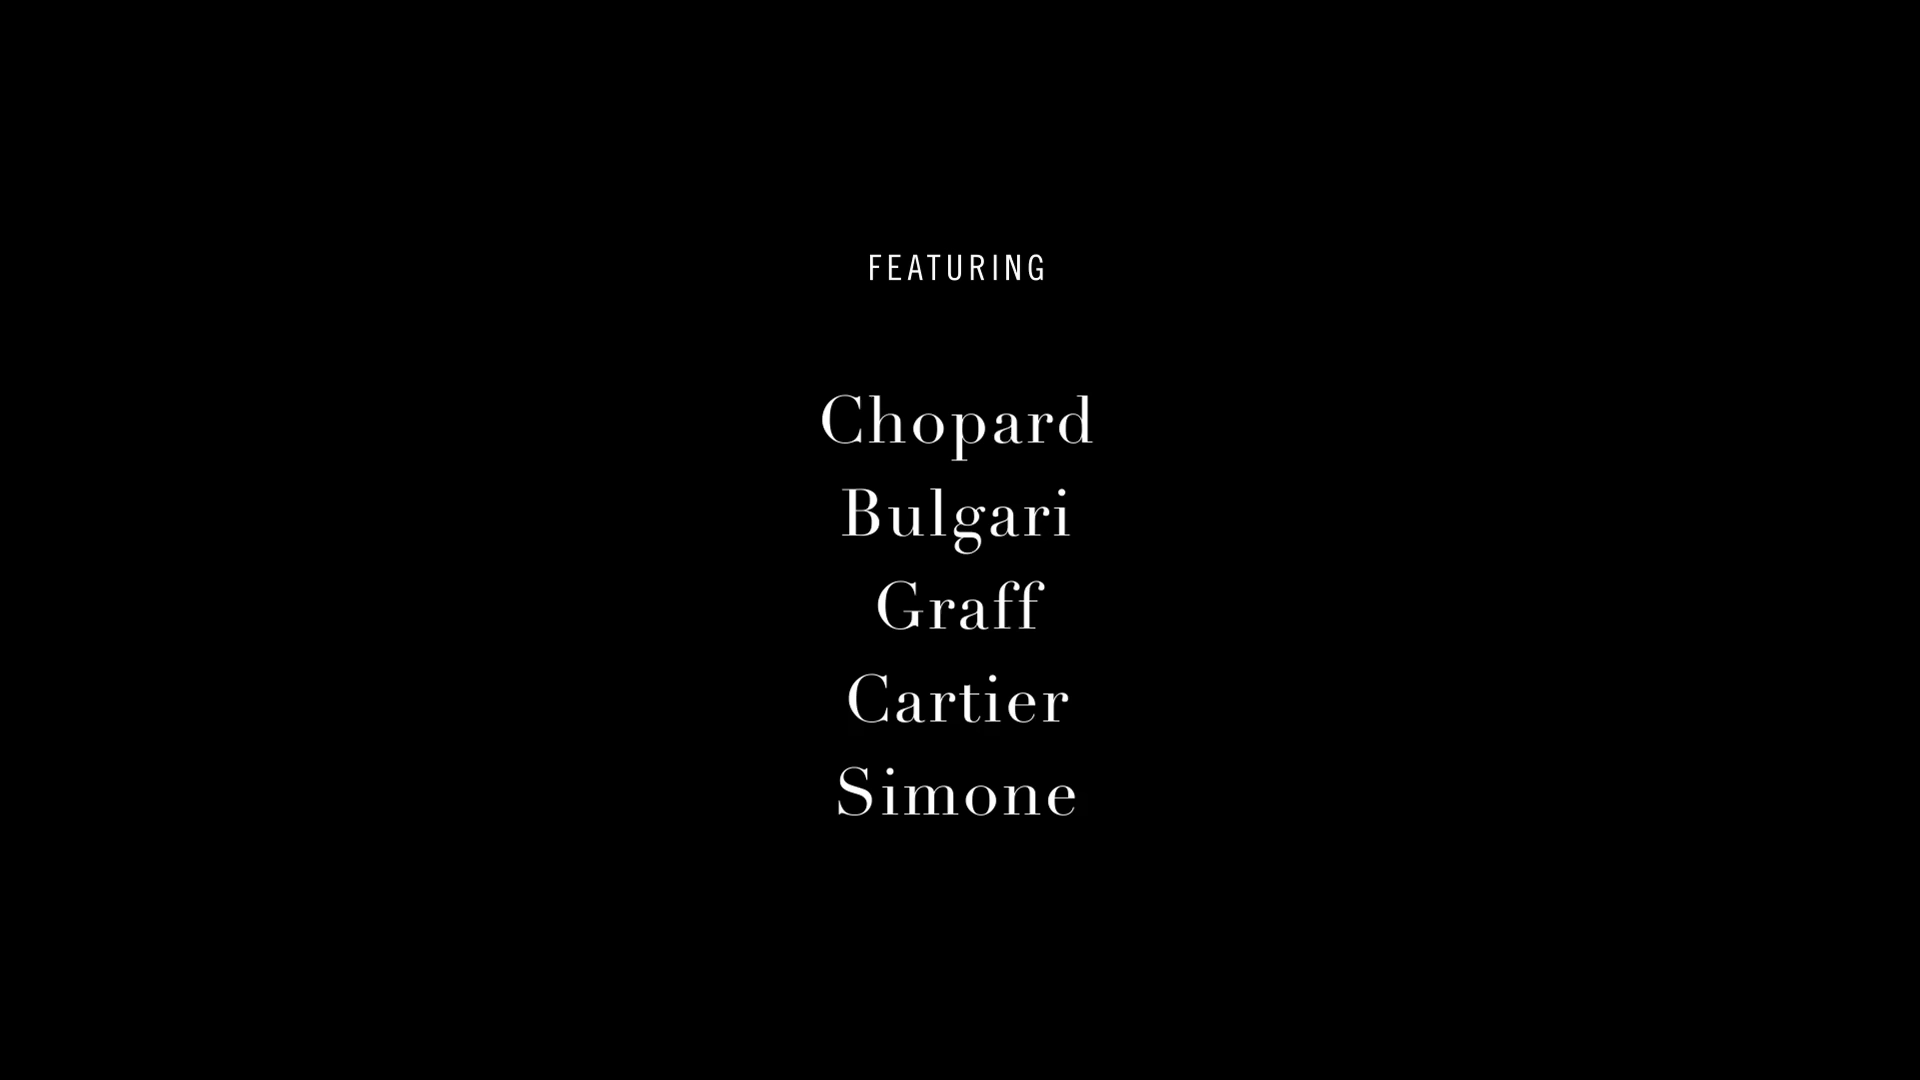 FEATURING
Chopard
Bulgari
Graff
Cartier
Simone